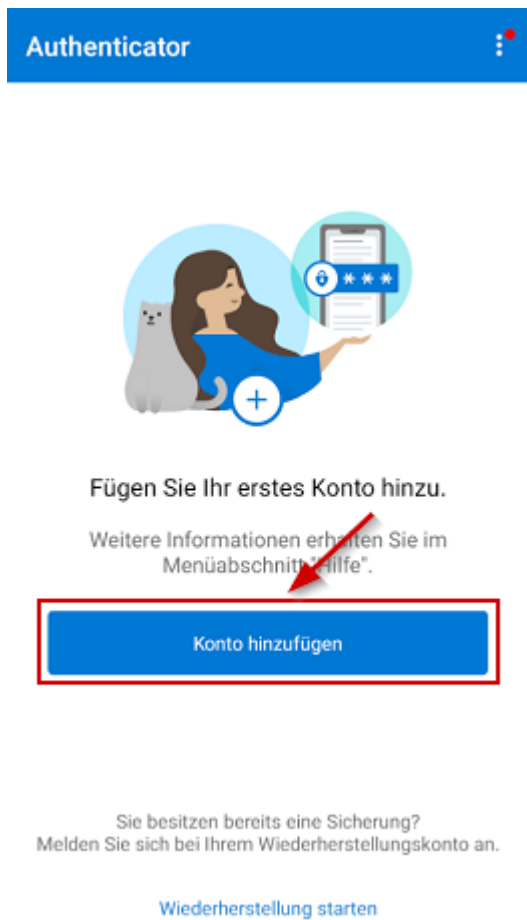 Authenticator
***
Fügen Sie Ihr erstes Konto hinzu.
Weitere Informationen erhalten Sie im
Menüabschnitt "Hilfe".
Konto hinzufügen
Sie besitzen bereits eine Sicherung?
Melden Sie sich bei Ihrem Wiederherstellungskonto an.
Wiederherstellung starten